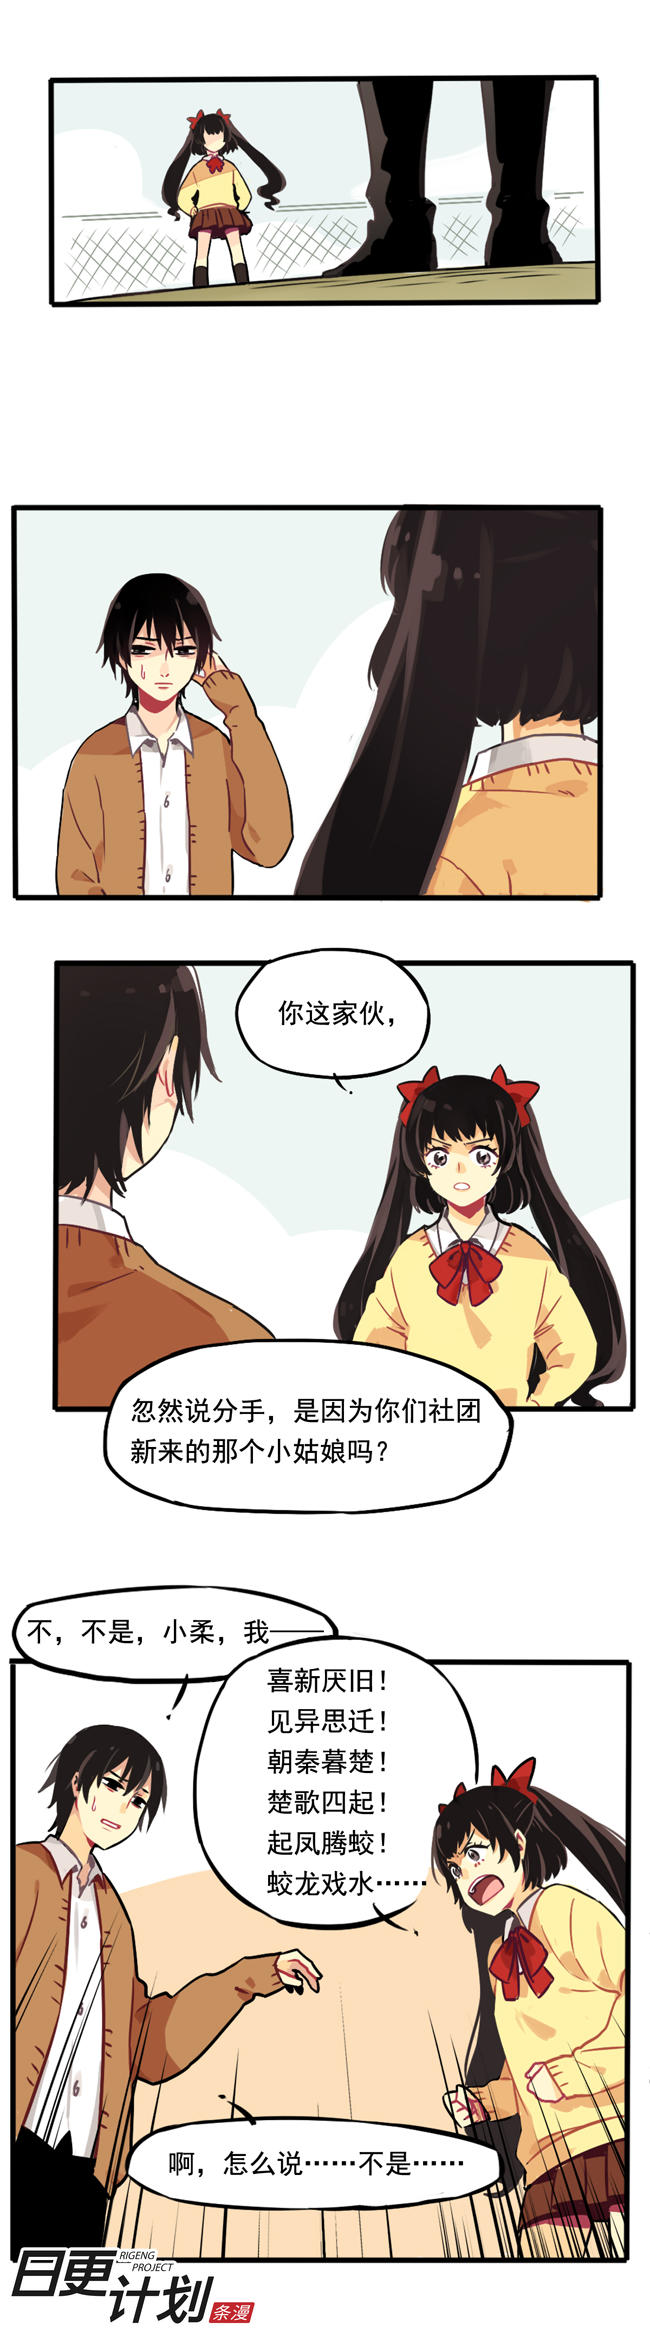 你这家伙，
忽然说分手，是因为你们社团
新来的那个小姑娘吗？
不，不是，小柔，我——
喜新厌旧！
见异思迁！
朝秦暮楚！
楚歌四起！
起凤腾蛟！
蛟龙戏水……
啊，怎么说……不是……
日更计划
RIGENG
PROJECT
条漫